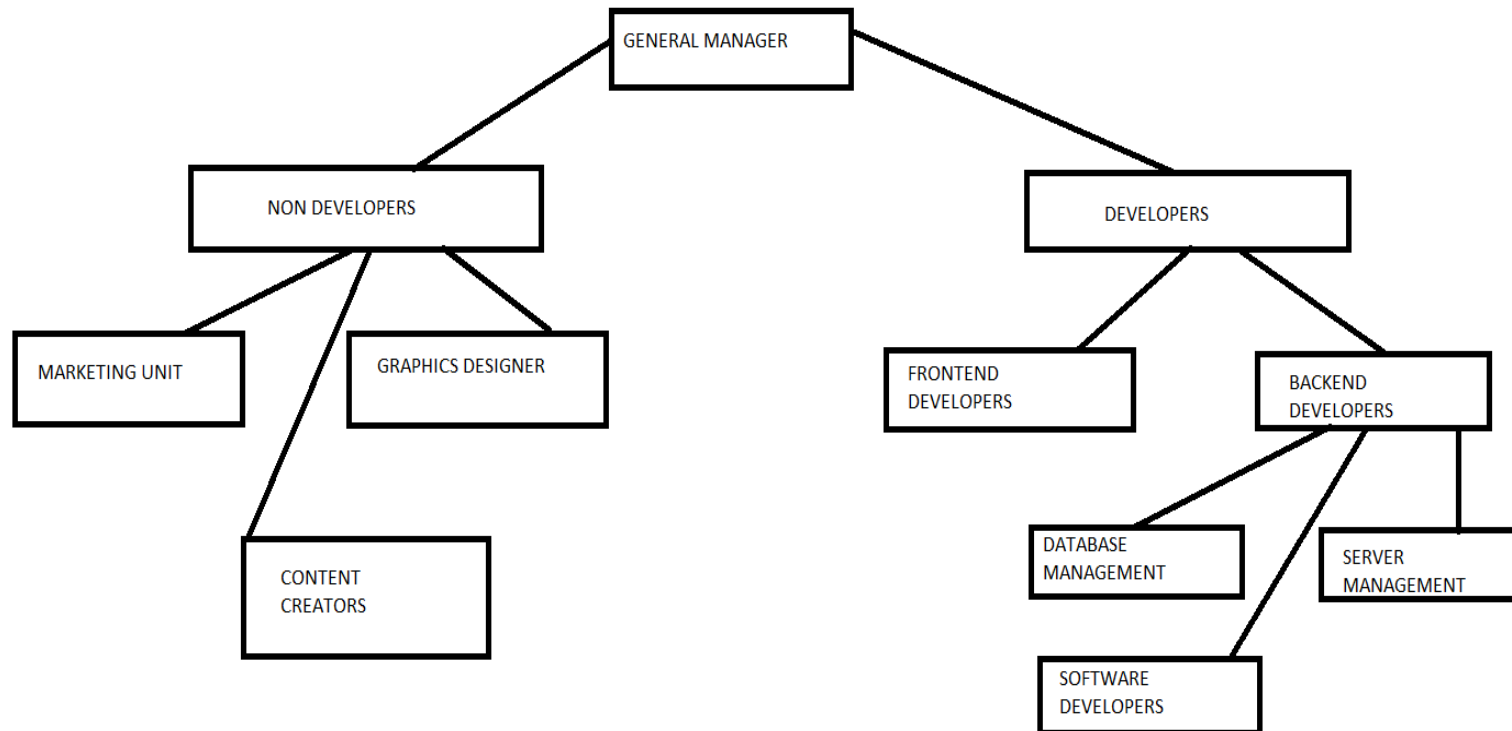 GENERAL MANAGER
NON DEVELOPERS
DEVELOPERS
MARKETING UNIT
GRAPHICS DESIGNER
FRONTEND
DEVELOPERS
BACKEND
DEVELOPERS
CONTENT
CREATORS
DATABASE
MANAGEMENT
SERVER
MANAGEMENT
SOFTWARE
DEVELOPERS